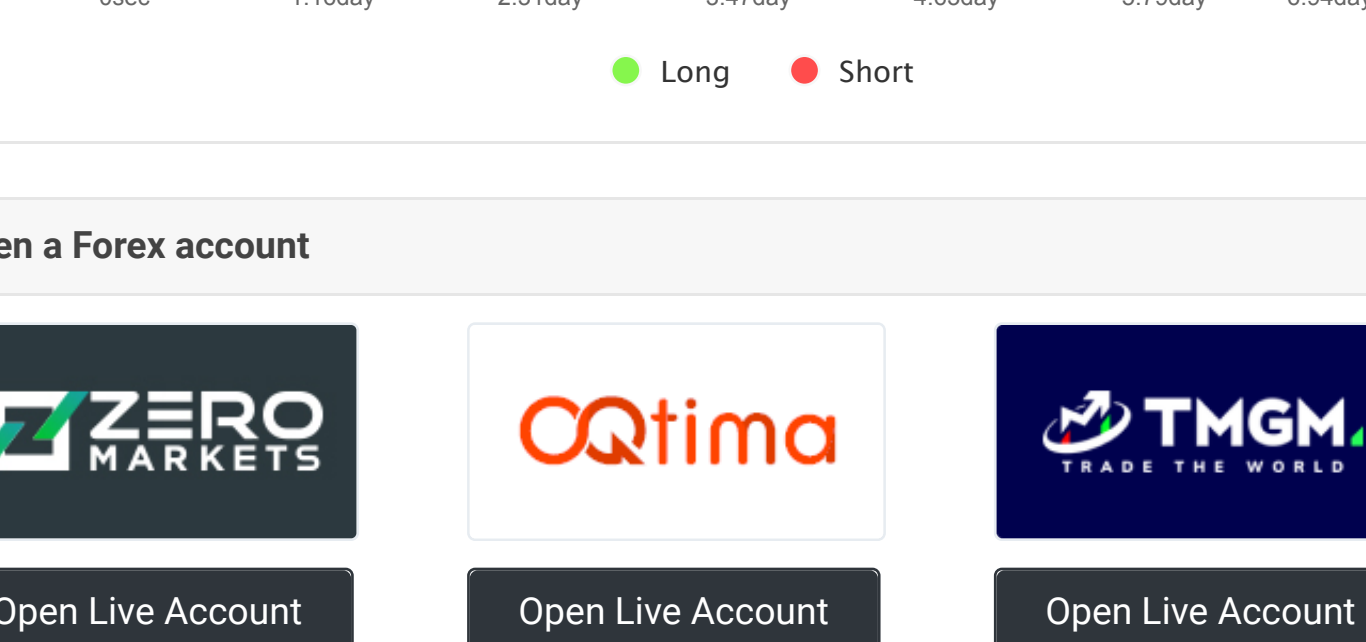 Long Short
en a Forex account
ZERO
MARKETS
OQtima
TMGM
TRADE THE WORLD
Open Live Account Open Live Account Open Live Account